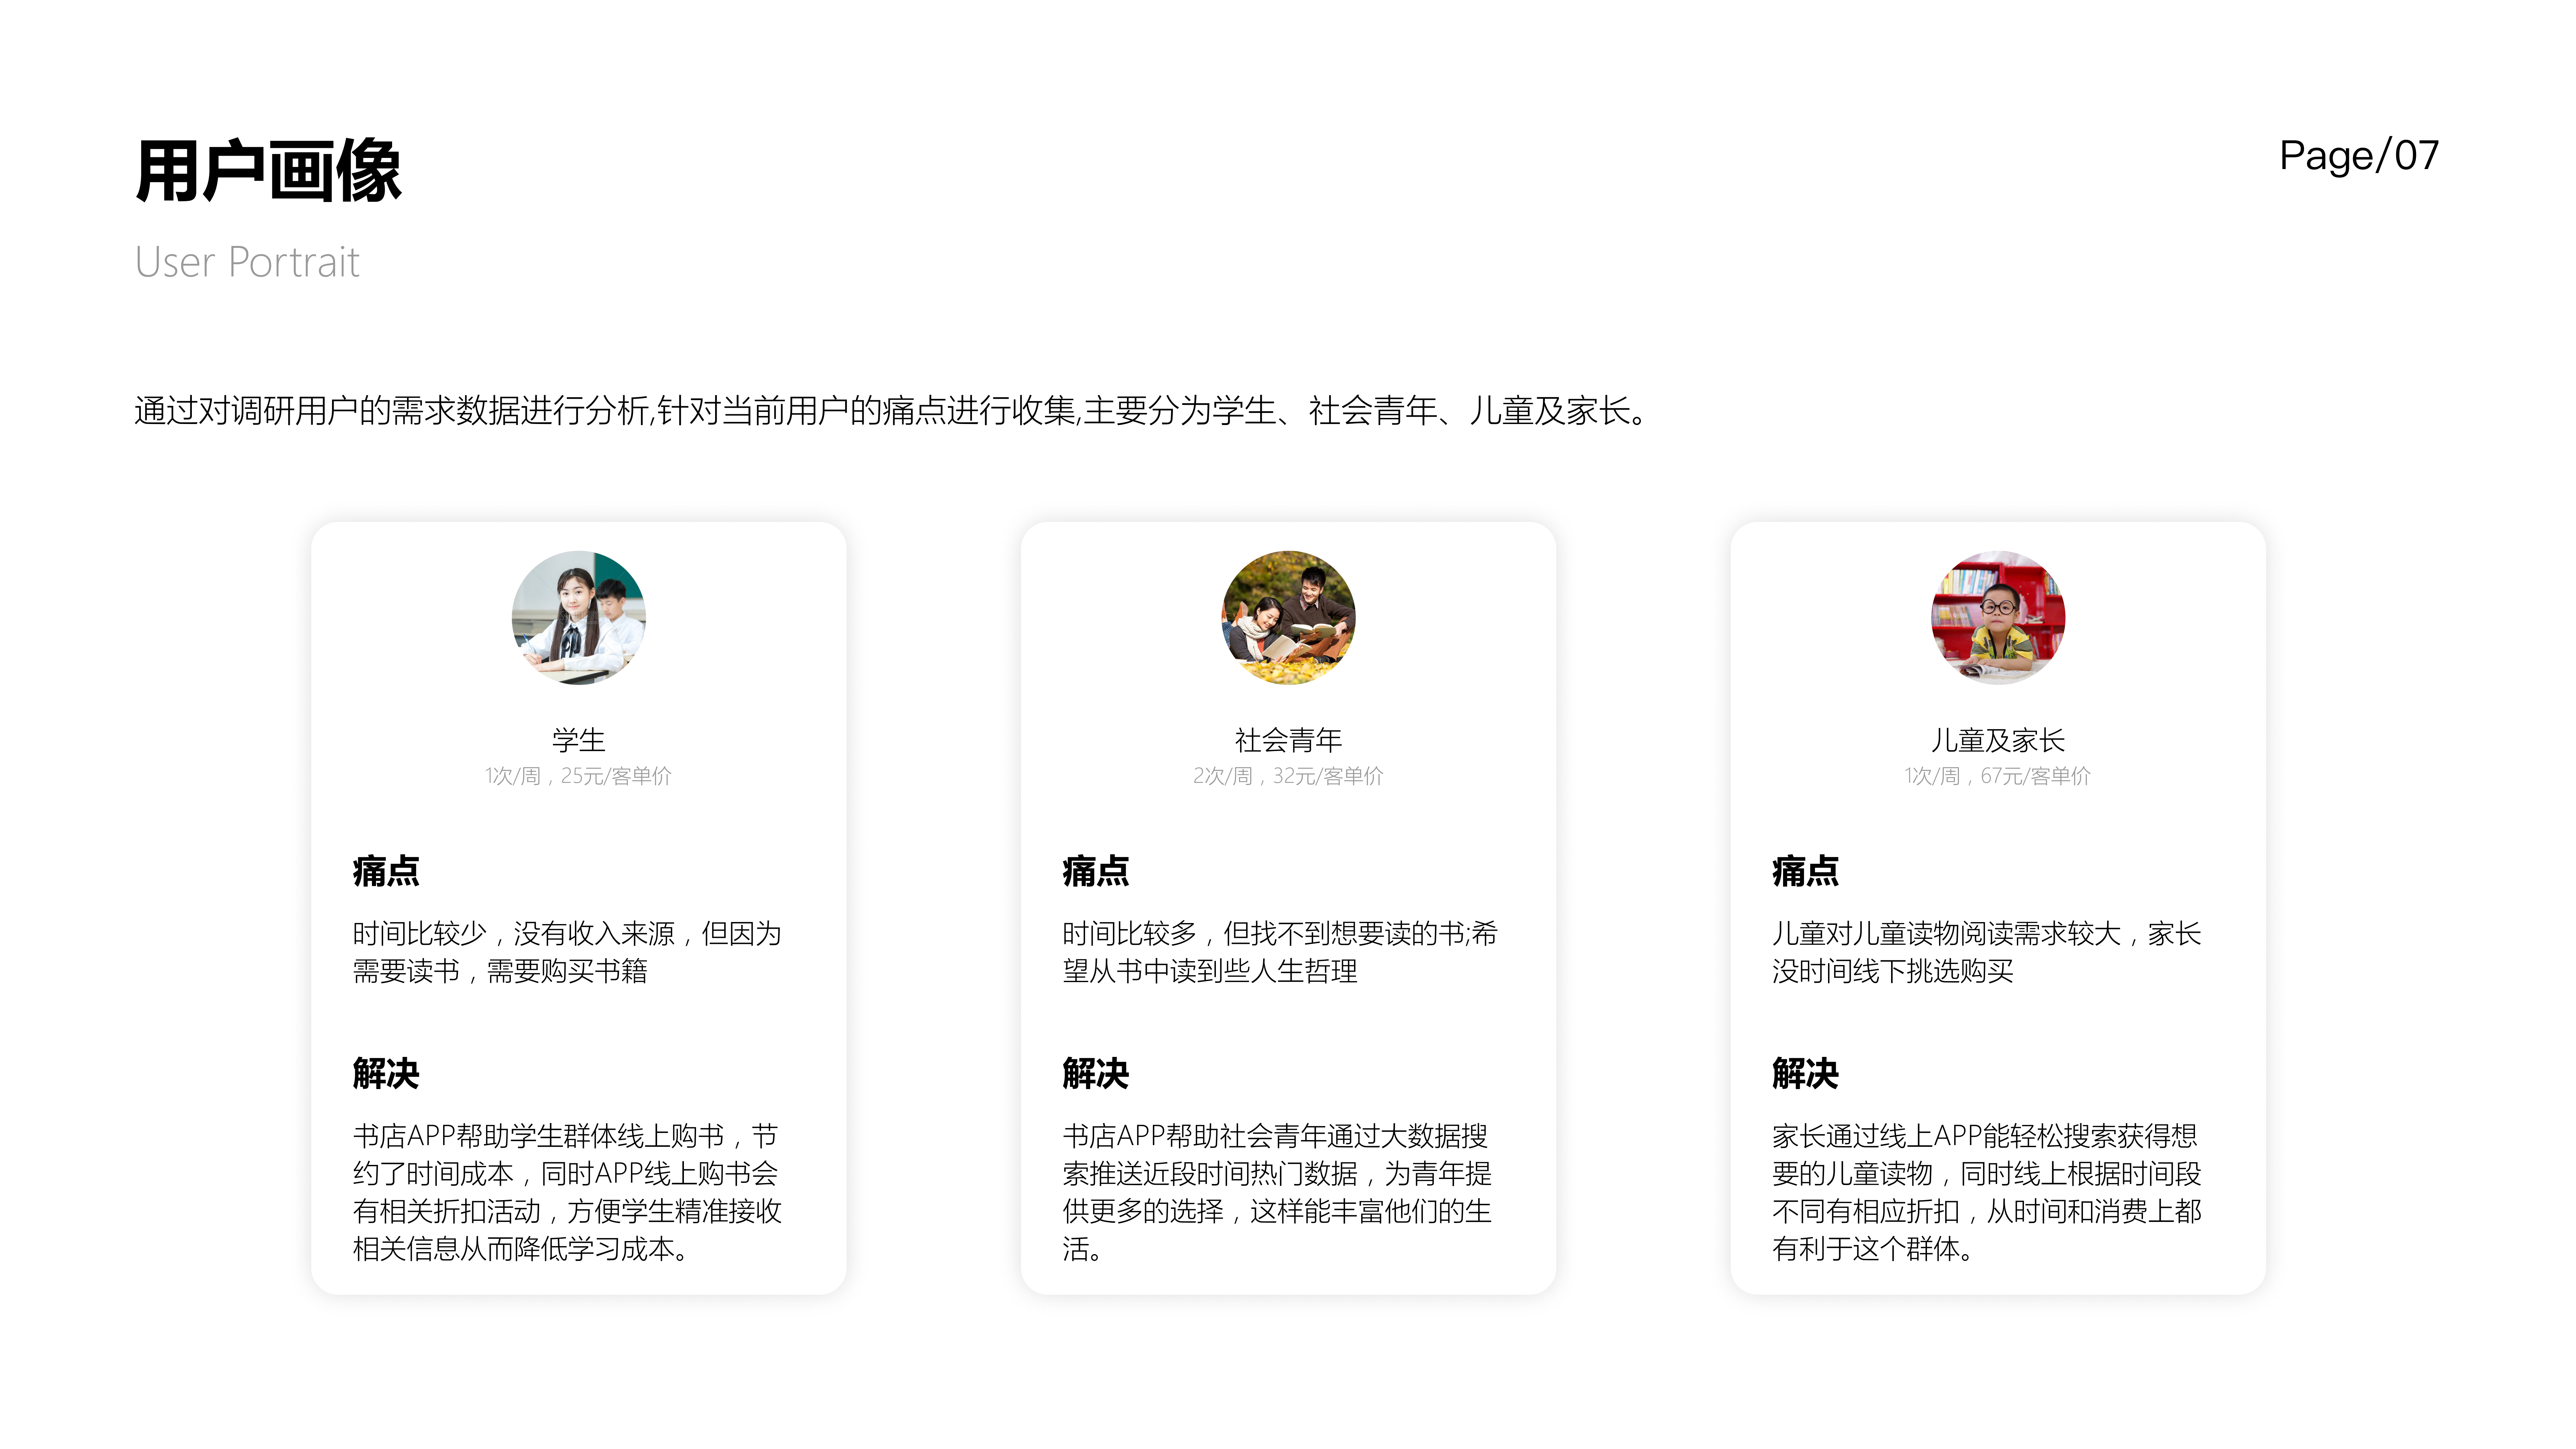 用户画像
Page/07
User Portrait
通过对调研用户的需求数据进行分析,针对当前用户的痛点进行收集,主要分为学生、社会青年、儿童及家长。
学生
1次/周，25元/客单价
痛点
时间比较少，没有收入来源，但因为
需要读书，需要购买书籍
解决
书店APP帮助学生群体线上购书，节
约了时间成本，同时APP线上购书会
有相关折扣活动，方便学生精准接收
相关信息从而降低学习成本。
社会青年
2次/周，32元/客单价
痛点
时间比较多，但找不到想要读的书;希
望从书中读到些人生哲理
解决
书店APP帮助社会青年通过大数据搜
索推送近段时间热门数据，为青年提
供更多的选择，这样能丰富他们的生
活。
儿童及家长
1次/周，67元/客单价
痛点
儿童对儿童读物阅读需求较大，家长
没时间线下挑选购买
解决
家长通过线上APP能轻松搜索获得想
要的儿童读物，同时线上根据时间段
不同有相应折扣，从时间和消费上都
有利于这个群体。